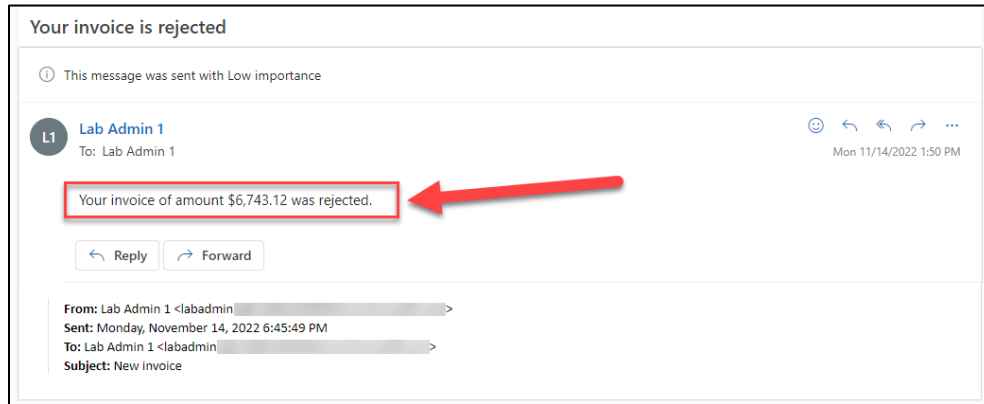 Your invoice is rejected
This message was sent with Low importance
L1
Lab Admin 1
To: Lab Admin 1
Mon 11/14/2022 1:50 PM
Your invoice of amount $6,743.12 was rejected.
Reply Forward
From: Lab Admin 1 <labadmin >
Sent: Monday, November 14, 2022 6:45:49 PM
To: Lab Admin 1 <labadmin >
Subject: New invoice